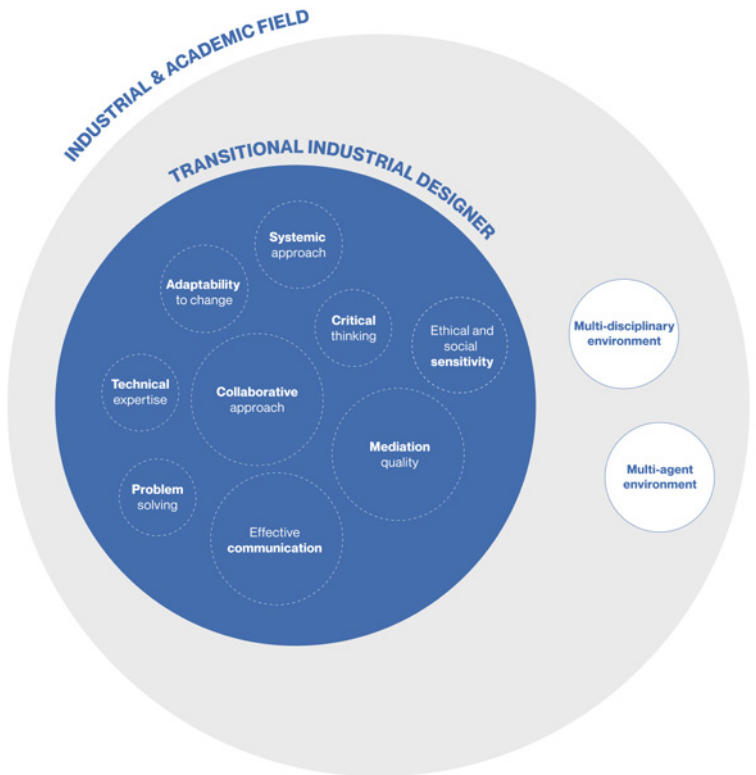 INDUSTRIAL & ACADEMIC FIELD
TRANSITIONAL INDUSTRIAL DESIGNER
Systemic
approach
Adaptability
to change
Critical
thinking
Ethical and
social
sensitivity
Technical
expertise
Collaborative
approach
Mediation
quality
Problem
solving
Effective
communication
Multi-disciplinary
environment
Multi-agent
environment